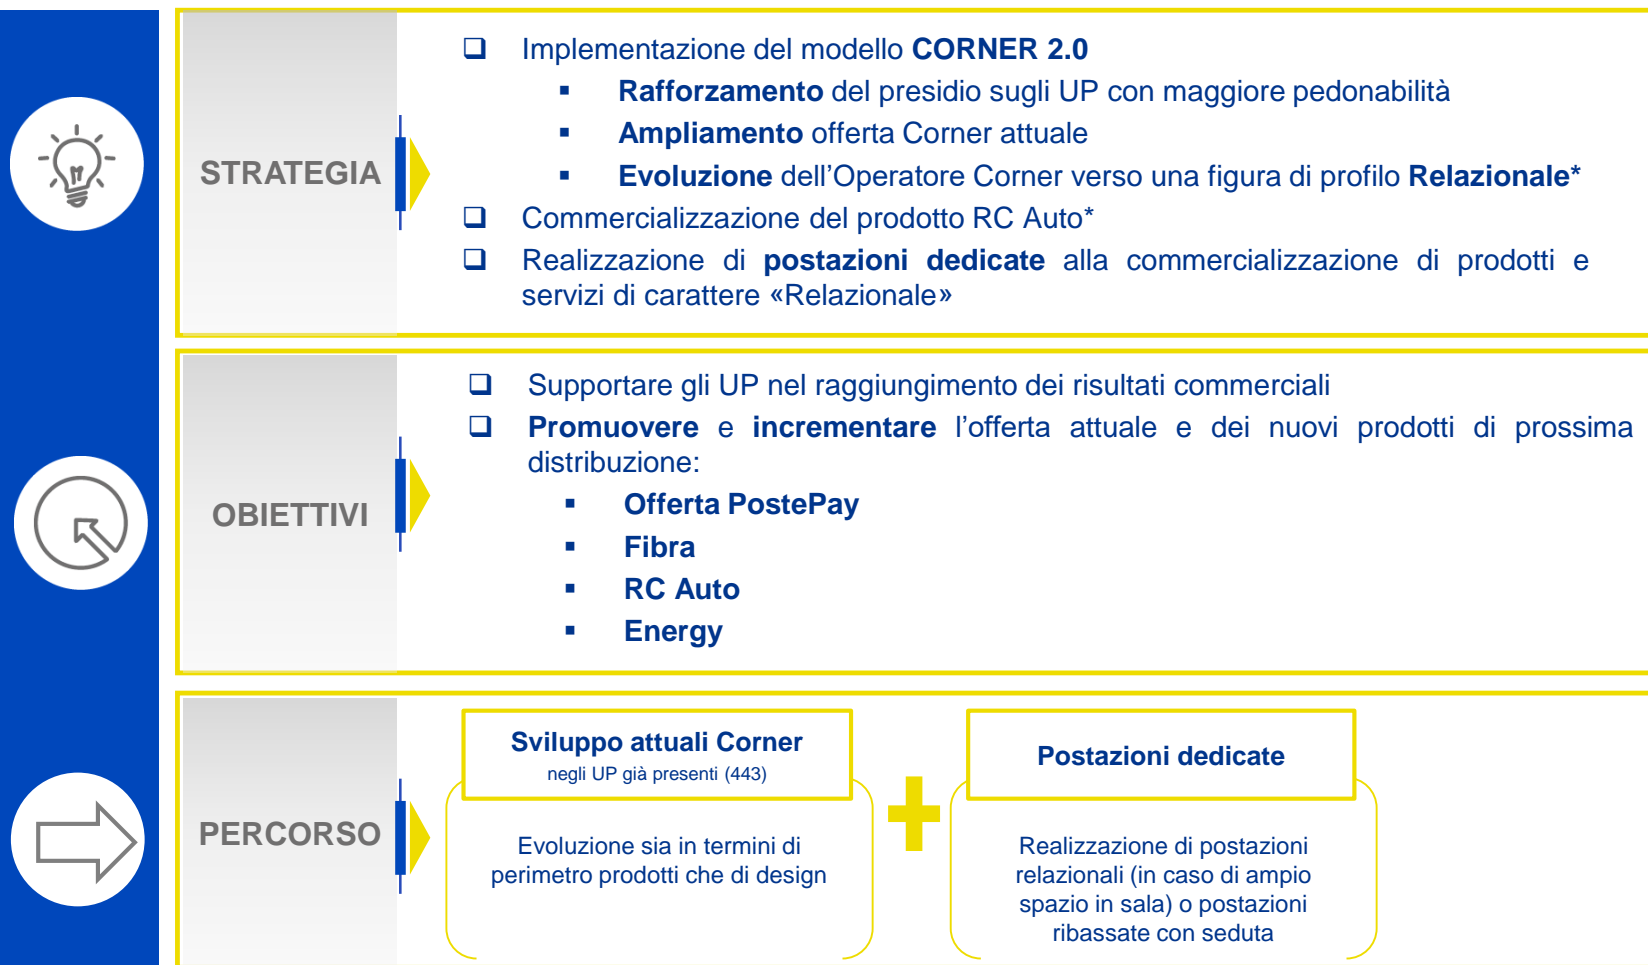 STRATEGIA
❑ Implementazione del modello CORNER 2.0
▪ Rafforzamento del presidio sugli UP con maggiore pedonabilità
▪ Ampliamento offerta Corner attuale
▪ Evoluzione dell’Operatore Corner verso una figura di profilo Relazionale*
❑ Commercializzazione del prodotto RC Auto*
❑ Realizzazione di postazioni dedicate alla commercializzazione di prodotti e
servizi di carattere «Relazionale»
OBIETTIVI
❑ Supportare gli UP nel raggiungimento dei risultati commerciali
❑ Promuovere e incrementare l’offerta attuale e dei nuovi prodotti di prossima
distribuzione:
▪ Offerta PostePay
▪ Fibra
▪ RC Auto
▪ Energy
PERCORSO
Sviluppo attuali Corner
negli UP già presenti (443)
Evoluzione sia in termini di
perimetro prodotti che di design
Postazioni dedicate
Realizzazione di postazioni
relazionali (in caso di ampio
spazio in sala) o postazioni
ribassate con seduta